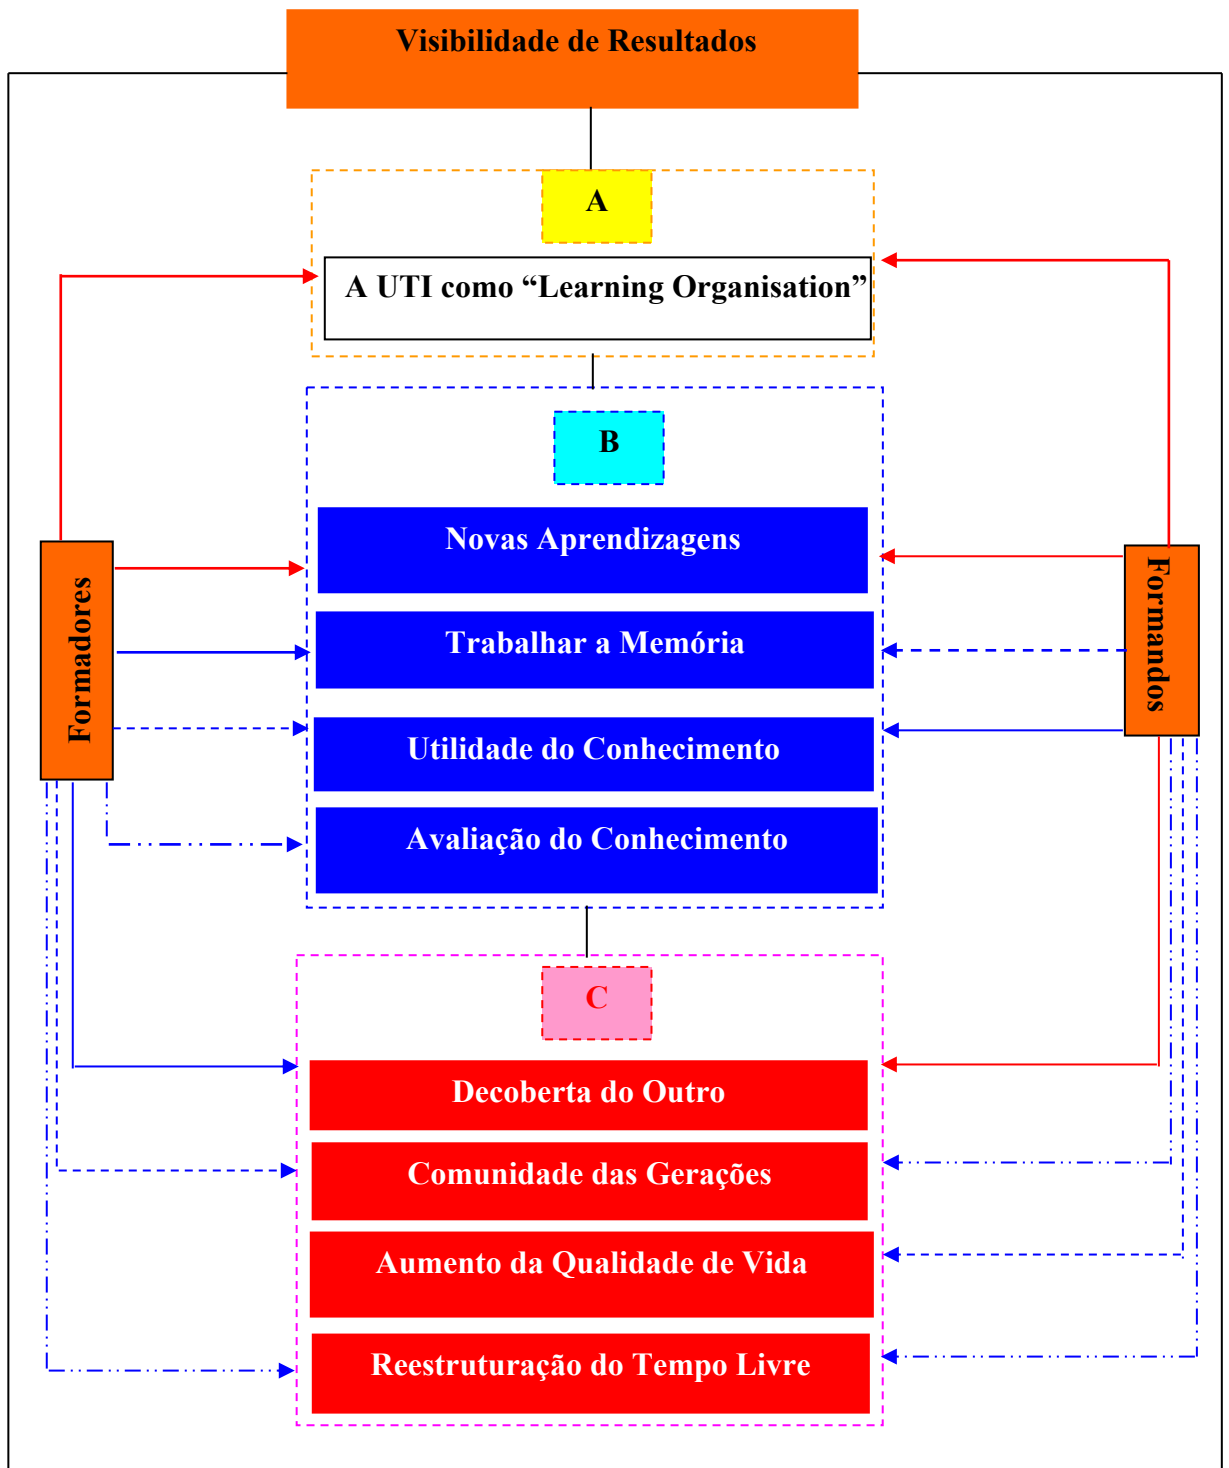 Visibilidade de Resultados
A
A UTI como “Learning Organisation”
B
Novas Aprendizagens
Formadores
Formandos
Trabalhar a Memória
Utilidade do Conhecimento
Avaliação do Conhecimento
C
Decoberta do Outro
Comunidade das Gerações
Aumento da Qualidade de Vida
Reestruturação do Tempo Livre